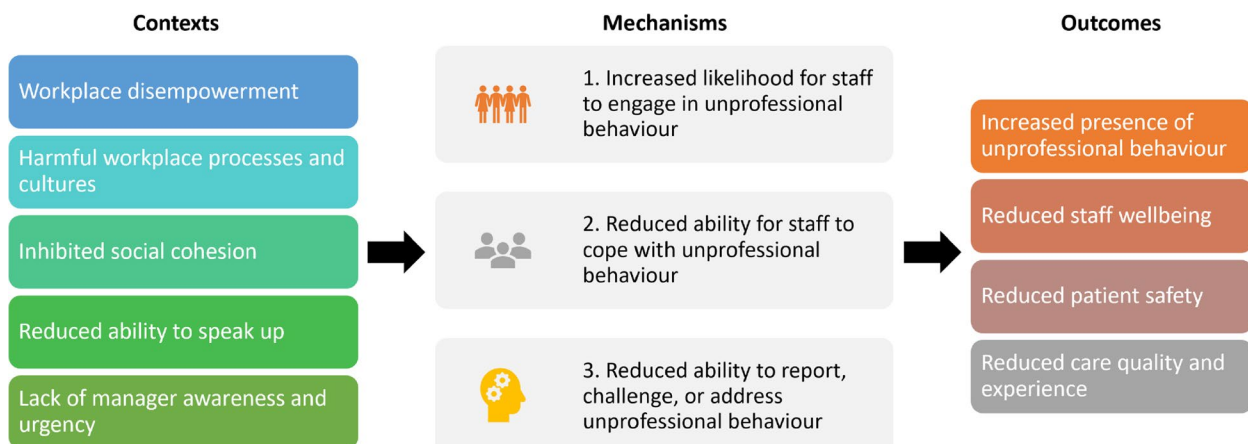 Contexts
Workplace disempowerment
Harmful workplace processes and
cultures
Inhibited social cohesion
Reduced ability to speak up
Lack of manager awareness and
urgency
Mechanisms
1. Increased likelihood for staff
to engage in unprofessional
behaviour
2. Reduced ability for staff to
cope with unprofessional
behaviour
3. Reduced ability to report,
challenge, or address
unprofessional behaviour
Outcomes
Increased presence of
unprofessional behaviour
Reduced staff wellbeing
Reduced patient safety
Reduced care quality and
experience